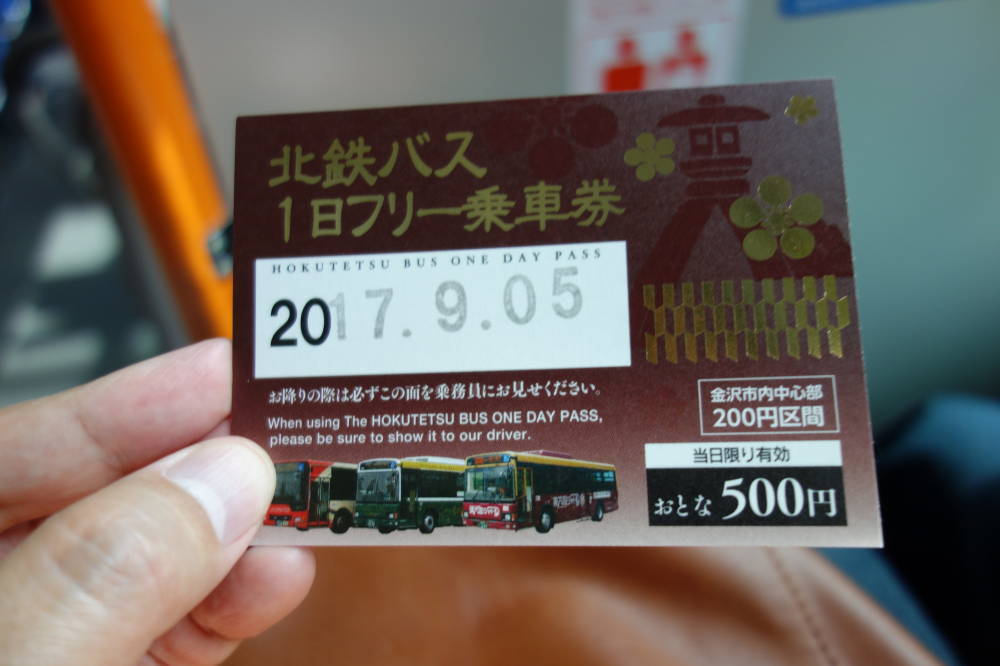 北鉄バス
1日フリー乗車券
HOKUTETSU BUS ONE DAY PASS
2017.9.05
お降りの際は必ずこの面を乗務員にお見せください。
When using The HOKUTETSU BUS ONE DAY PASS,
please be sure to show it to our driver.
金沢市内中心部
200円区間
当日限り有効
おとな 500円